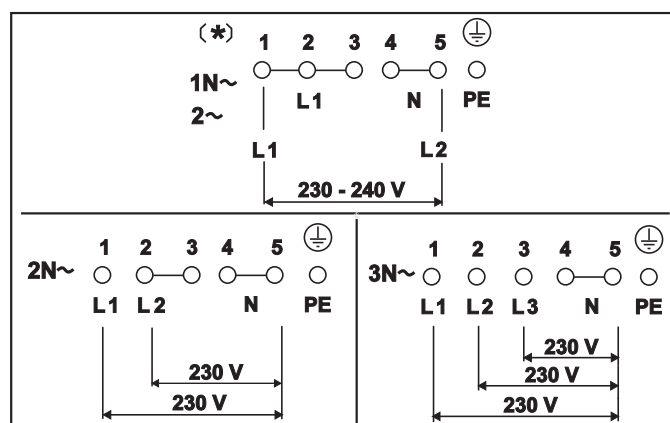 (*) 1 2 3 4 5
1N~ L1 N PE
2~
L1 L2
230 - 240 V
1 2 3 4 5
2N~
L1 L2 N PE
230 V
230 V
1 2 3 4 5
3N~
L1 L2 L3 N PE
230 V
230 V
230 V